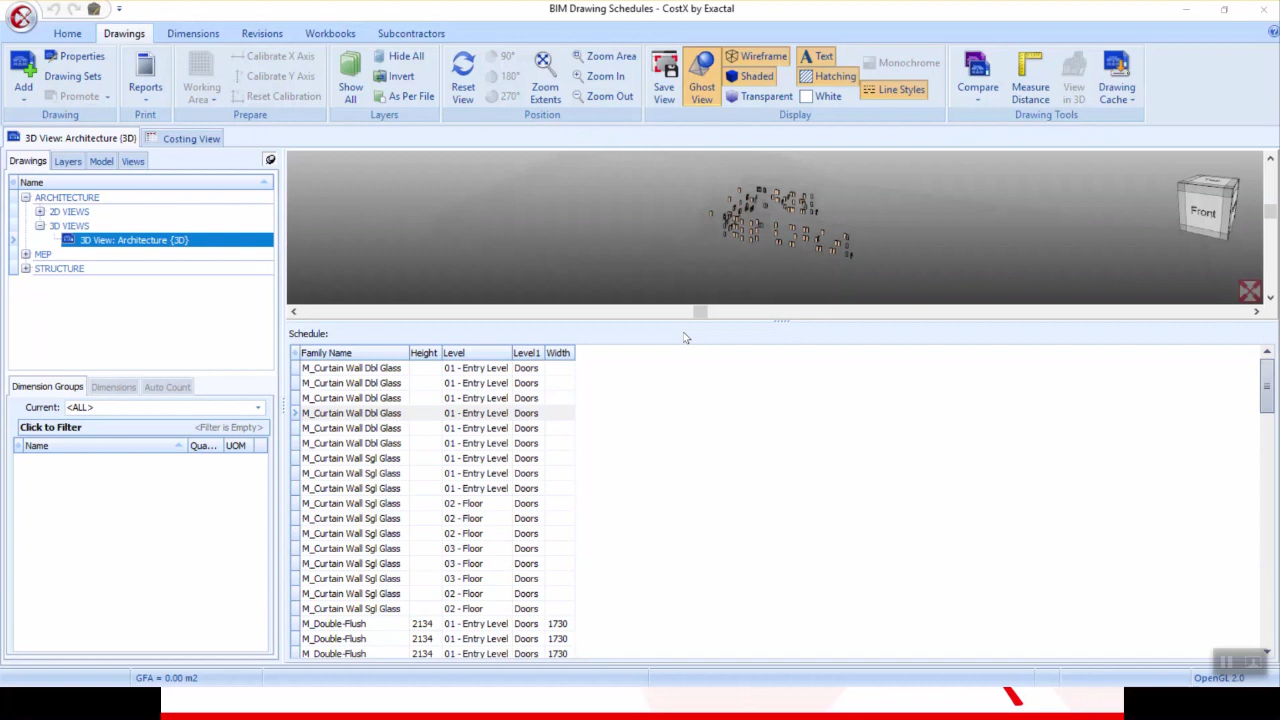 BIM Drawing Schedules - CostX by Exactal
Home Drawings Dimensions Revisions Workbooks Subcontractors
Add
Properties
Drawing Sets
Promote
Drawing
Reports
Print
Working Area
Calibrate X Axis
Calibrate Y Axis
Reset Calibration
Prepare
Show All
Hide All
Invert
As Per File
Layers
Reset View
90°
180°
270°
Zoom Extents
Zoom Area
Zoom In
Zoom Out
Position
Save View
Ghost View
Wireframe
Shaded
Transparent
Text
Hatching
White
Monochrome
Line Styles
Display
Compare
Measure Distance
View in 3D
Drawing Cache
Drawing Tools
3D View: Architecture (3D) Costing View
Drawings Layers Model Views
Name
ARCHITECTURE
2D VIEWS
3D VIEWS
3D View: Architecture {3D}
MEP
STRUCTURE
Front
Dimension Groups Dimensions Auto Count
Current: <ALL>
Click to Filter <Filter is Empty>
Name Qua... UOM
Schedule:
Family Name Height Level Level1 Width
M_Curtain Wall Dbl Glass 01 - Entry Level Doors
M_Curtain Wall Dbl Glass 01 - Entry Level Doors
M_Curtain Wall Dbl Glass 01 - Entry Level Doors
M_Curtain Wall Dbl Glass 01 - Entry Level Doors
M_Curtain Wall Dbl Glass 01 - Entry Level Doors
M_Curtain Wall Dbl Glass 01 - Entry Level Doors
M_Curtain Wall Sgl Glass 01 - Entry Level Doors
M_Curtain Wall Sgl Glass 01 - Entry Level Doors
M_Curtain Wall Sgl Glass 01 - Entry Level Doors
M_Curtain Wall Sgl Glass 02 - Floor Doors
M_Curtain Wall Sgl Glass 02 - Floor Doors
M_Curtain Wall Sgl Glass 02 - Floor Doors
M_Curtain Wall Sgl Glass 03 - Floor Doors
M_Curtain Wall Sgl Glass 03 - Floor Doors
M_Curtain Wall Sgl Glass 03 - Floor Doors
M_Curtain Wall Sgl Glass 02 - Floor Doors
M_Curtain Wall Sgl Glass 02 - Floor Doors
M_Double-Flush 2134 01 - Entry Level Doors 1730
M_Double-Flush 2134 01 - Entry Level Doors 1730
M_Double-Flush 2134 01 - Entry Level Doors 1730
GFA = 0.00 m2
OpenGL 2.0